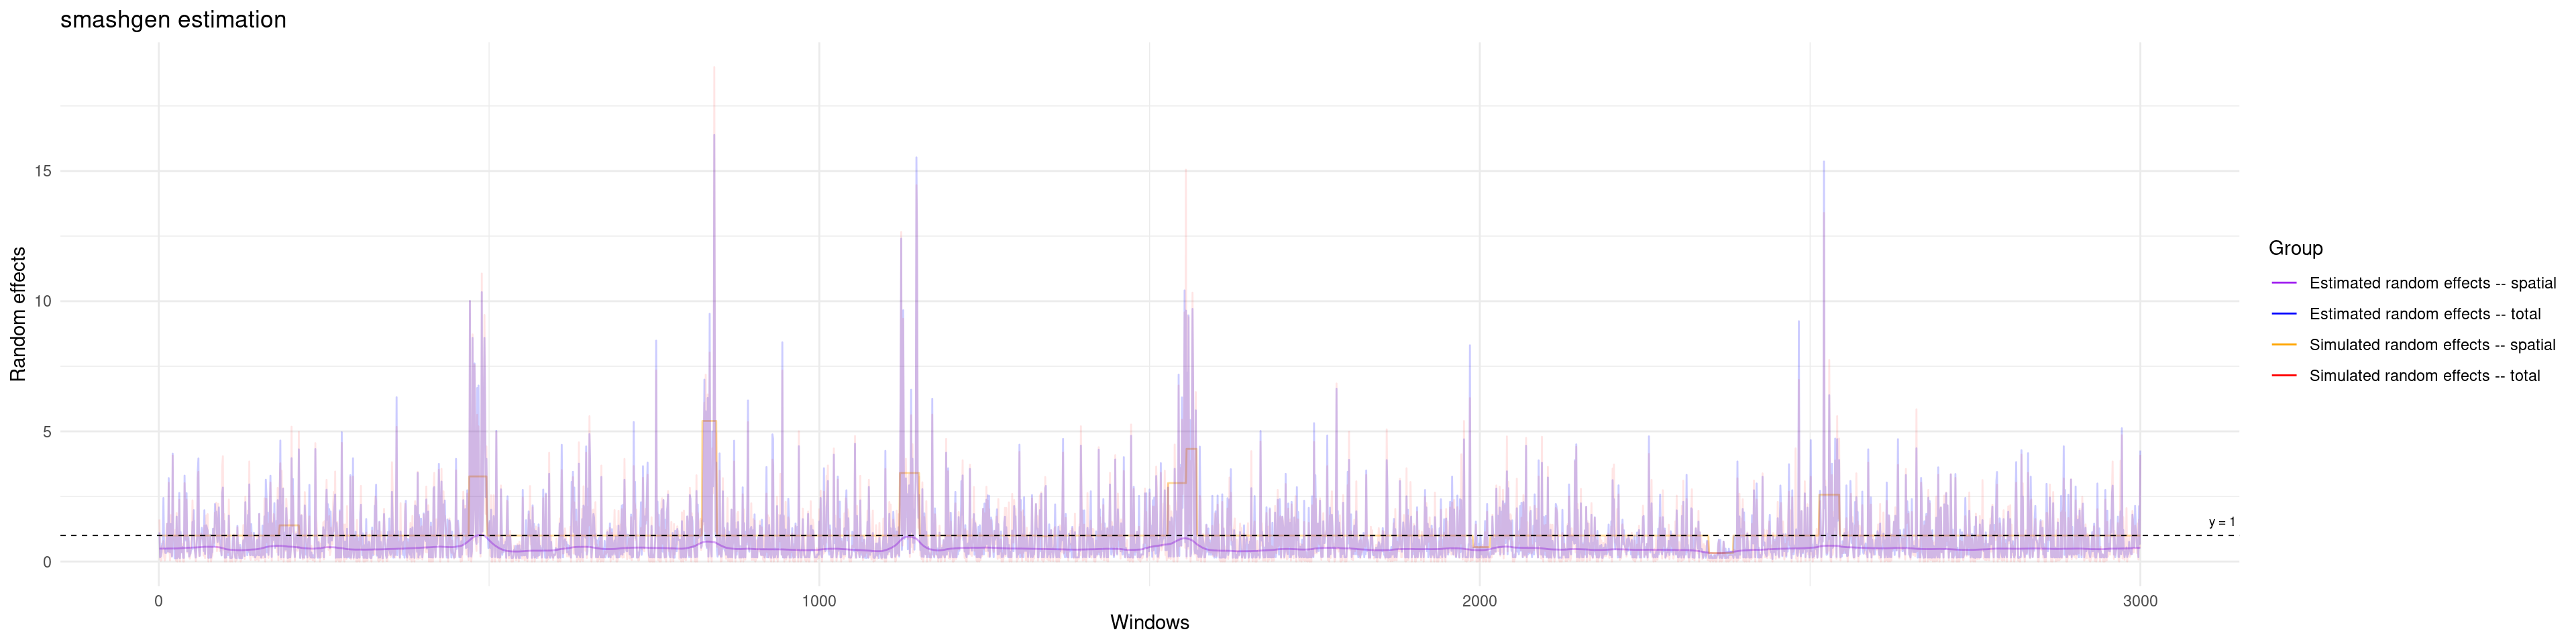 smashgen estimation
Random effects
15
10
5
0
y = 1
0
1000
2000
3000
Windows
Group
Estimated random effects -- spatial
Estimated random effects -- total
Simulated random effects -- spatial
Simulated random effects -- total